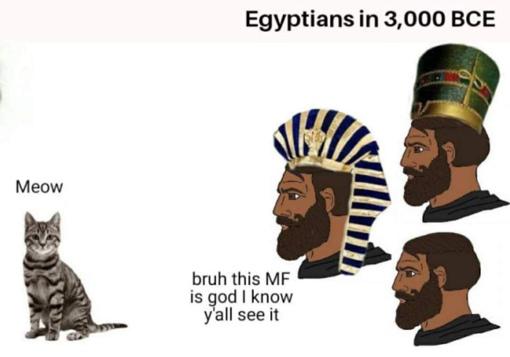 Egyptians in 3,000 BCE
Meow
bruh this MF
is god I know
y'all see it